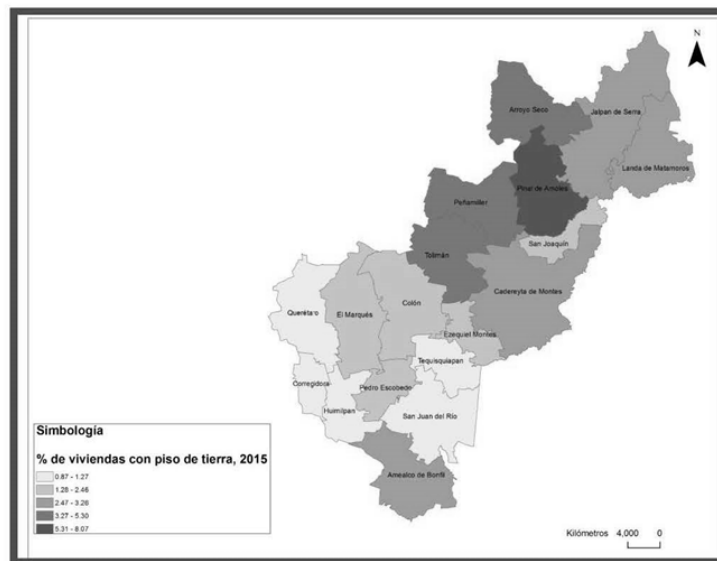 N
Arroyo Seco
Jalpan de Serra
Landa de Matamoros
Pinal de Amoles
Peñamiller
San Joaquín
Tolimán
Cadereyta de Montes
Colón
Querétaro
El Marqués
Ezequiel Montes
Tequisquiapan
Corregidora
Pedro Escobedo
Huimilpan
San Juan del Río
Amealco de Bonfil
Simbología
% de viviendas con piso de tierra, 2015
0.87 - 1.27
1.28 - 2.46
2.47 - 3.26
3.27 - 5.30
5.31 - 8.07
Kilómetros 4,000 0